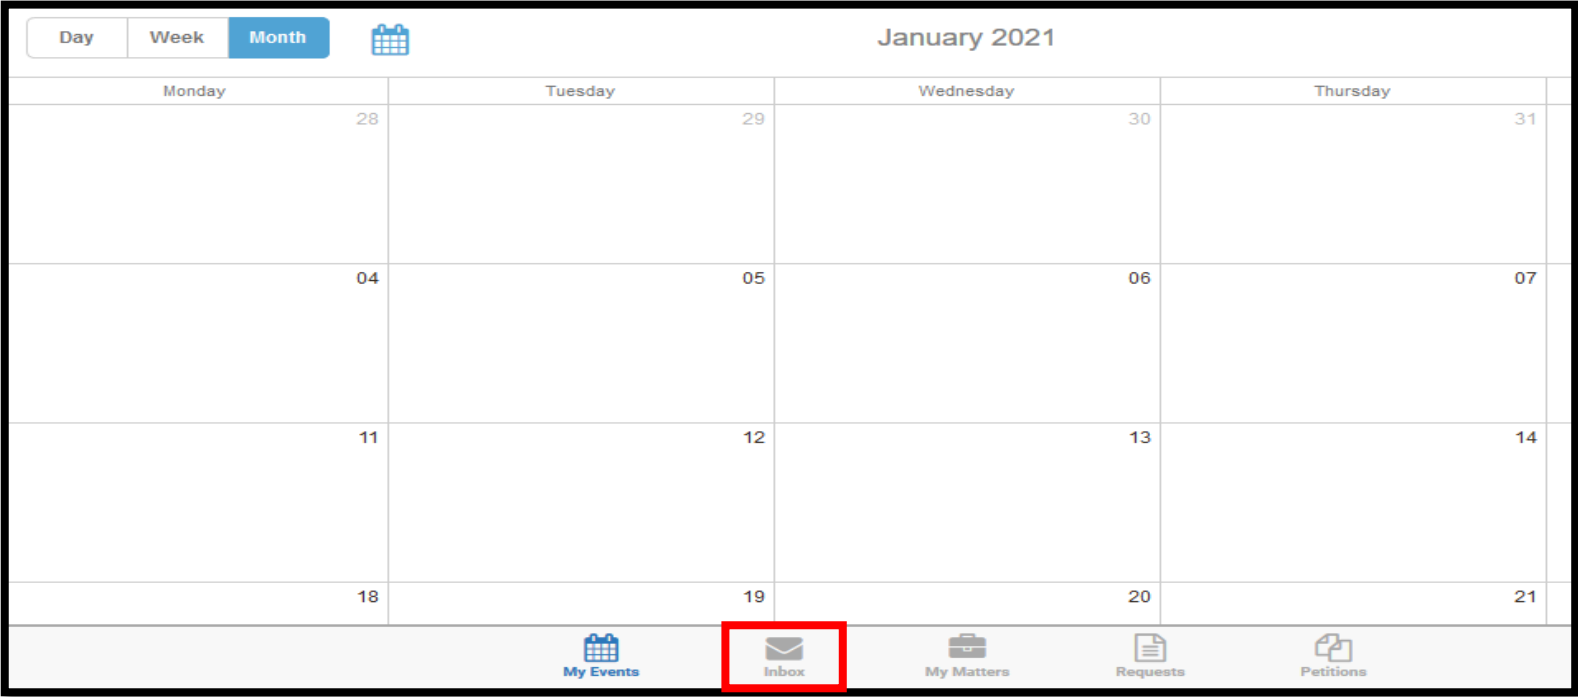 Day Week Month January 2021
Monday Tuesday Wednesday Thursday
28 29 30 31
04 05 06 07
11 12 13 14
18 19 20 21
My Events Inbox My Matters Requests Petitions